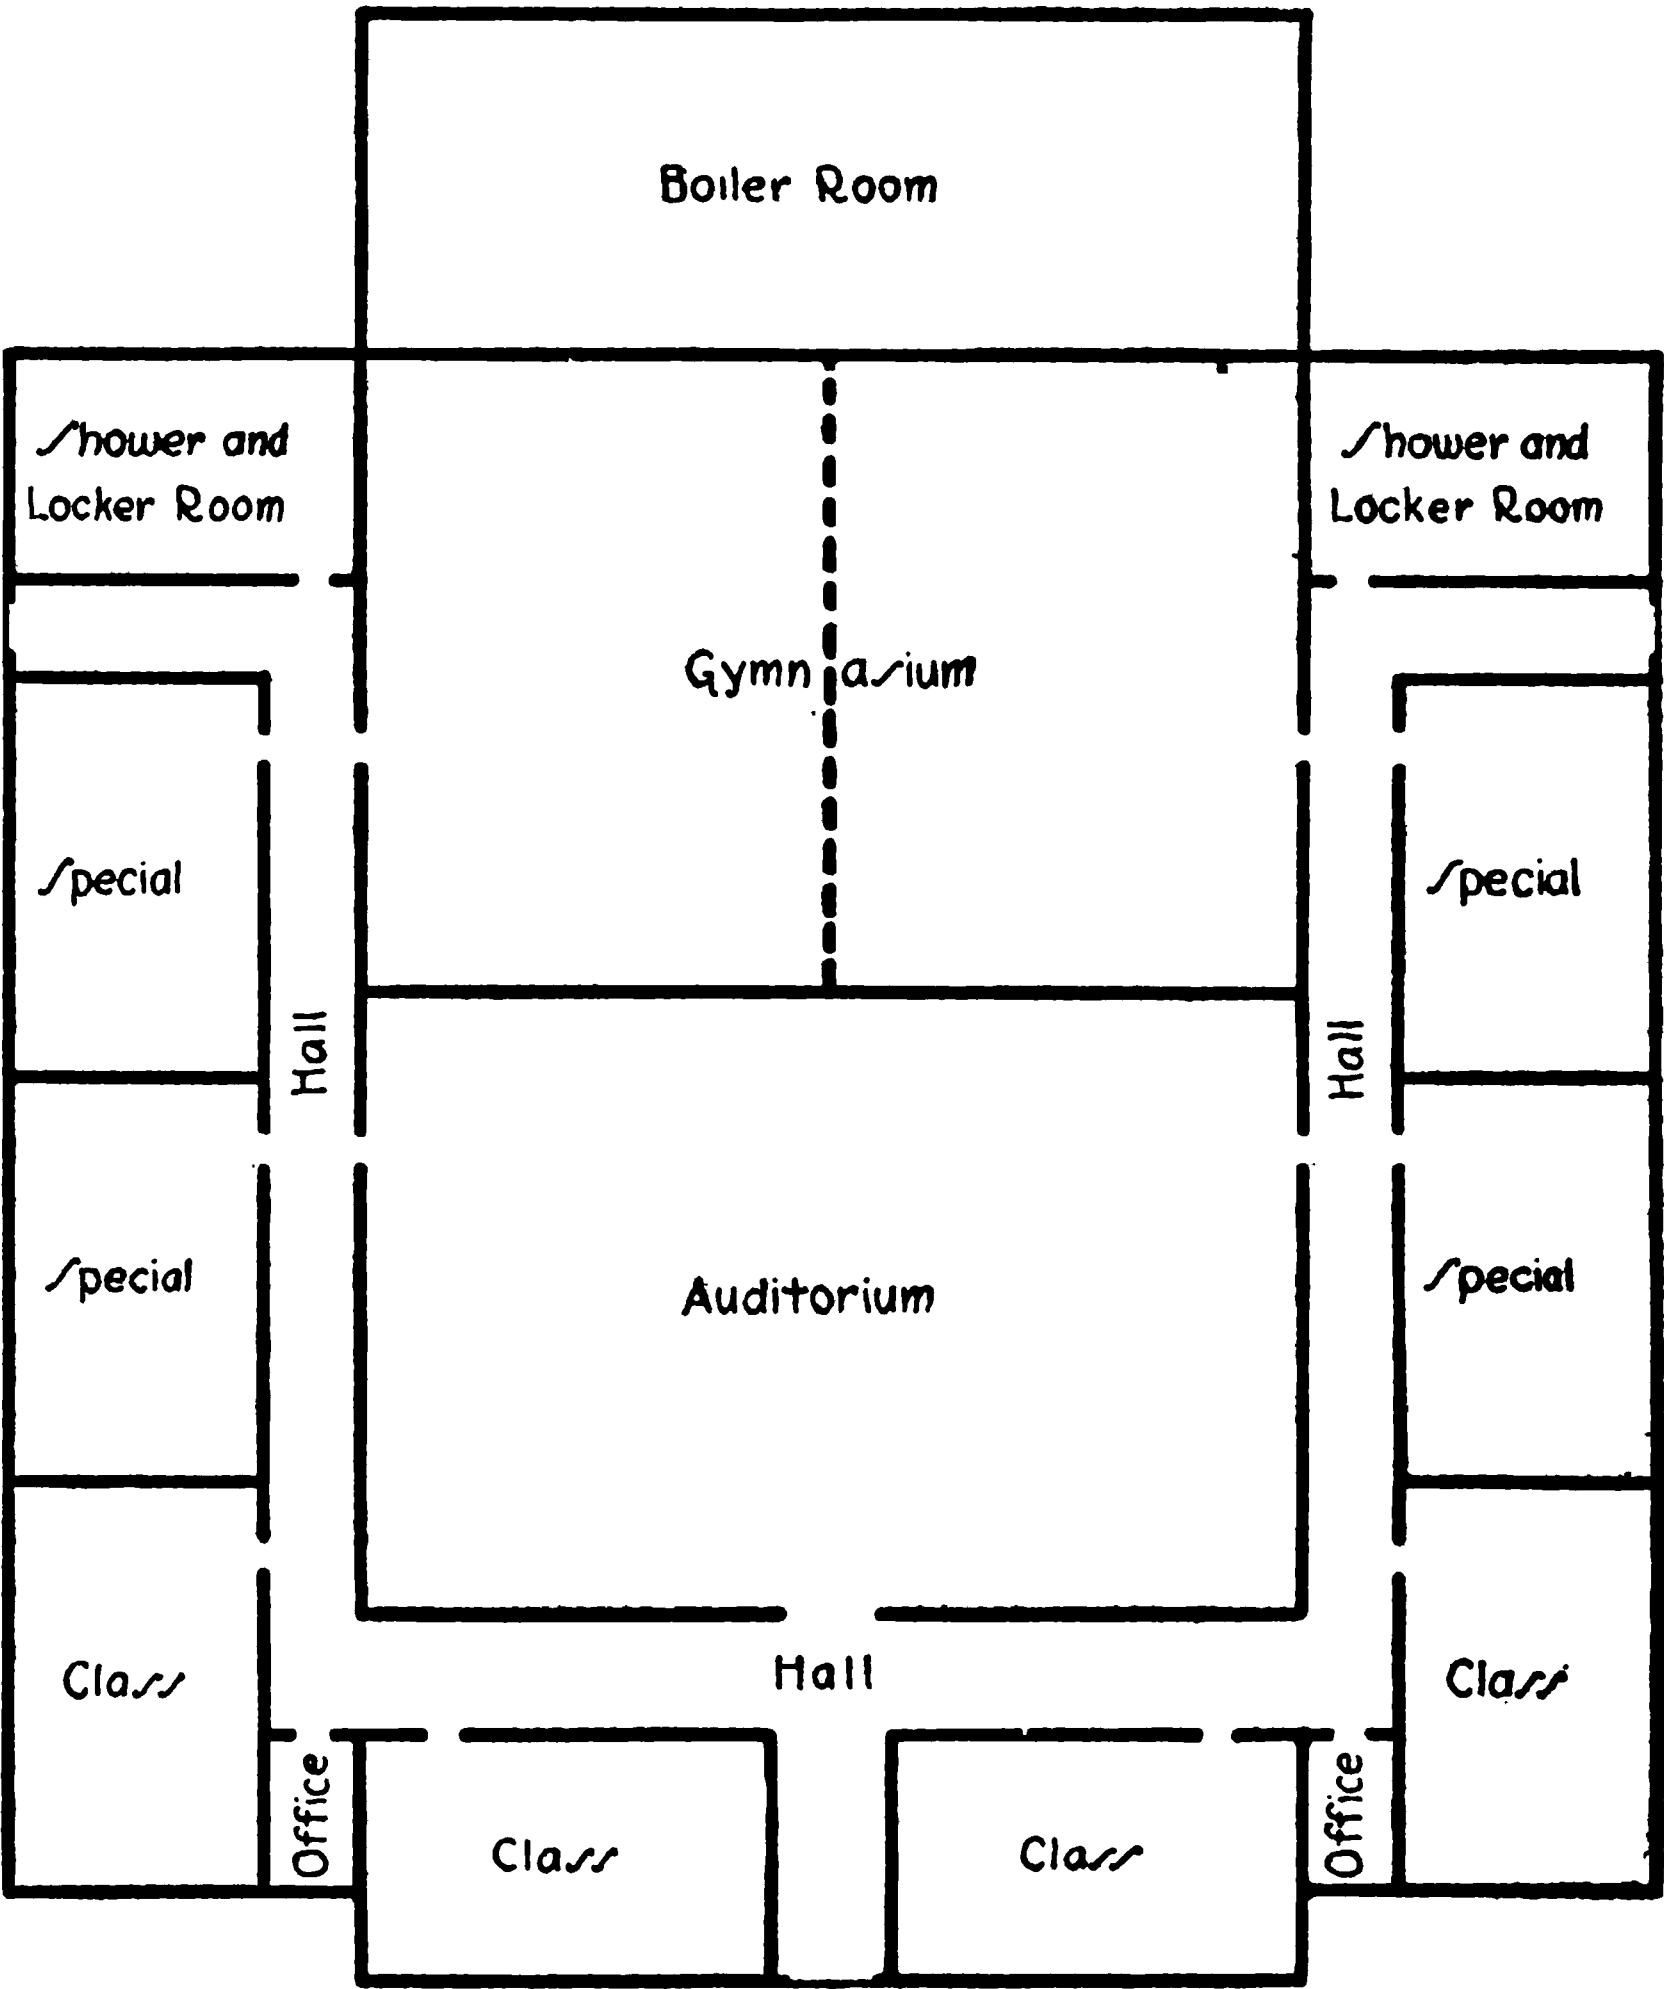 Boiler Room
Shower and
Locker Room
Shower and
Locker Room
Gymnasium
Special
Special
Hall
Hall
Special
Auditorium
Special
Class
Hall
Class
Office
Class
Class
Office